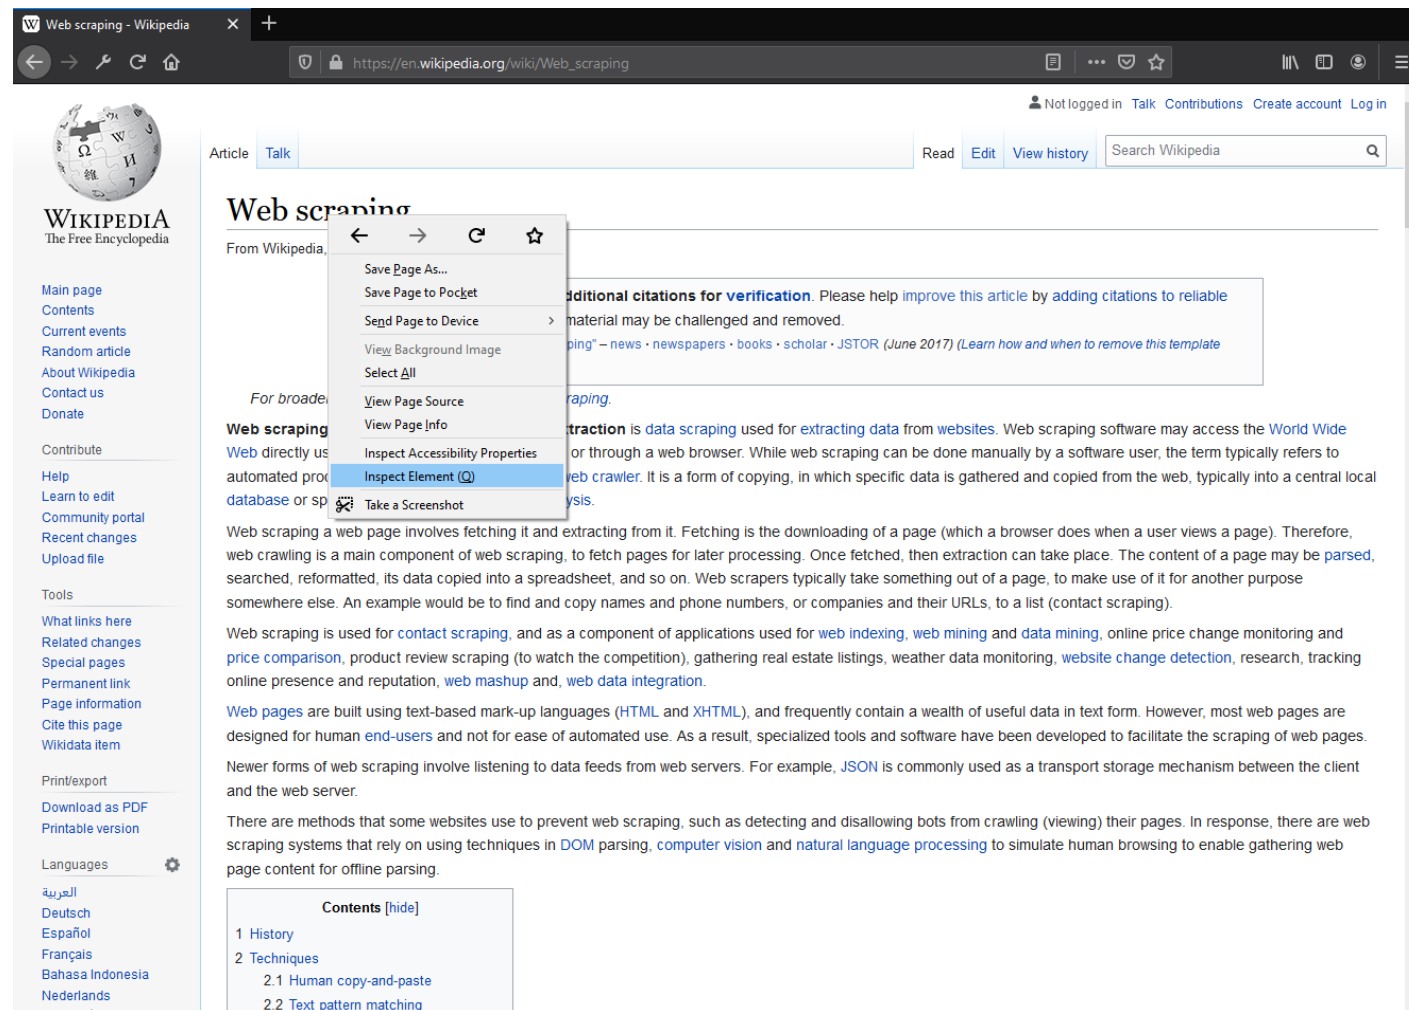 Web scraping - Wikipedia
https://en.wikipedia.org/wiki/Web_scraping
Not logged in Talk Contributions Create account Log in
Article Talk
Read Edit View history Search Wikipedia
WIKIPEDIA
The Free Encyclopedia
Main page
Contents
Current events
Random article
About Wikipedia
Contact us
Donate
Contribute
Help
Learn to edit
Community portal
Recent changes
Upload file
Tools
What links here
Related changes
Special pages
Permanent link
Page information
Cite this page
Wikidata item
Print/export
Download as PDF
Printable version
Languages
العربية
Deutsch
Español
Français
Bahasa Indonesia
Nederlands
Web scraping
From Wikipedia,
Save Page As...
Save Page to Pocket
Send Page to Device
View Background Image
Select All
View Page Source
View Page Info
Inspect Accessibility Properties
Inspect Element (Q)
Take a Screenshot
citations for verification. Please help improve this article by adding citations to reliable
material may be challenged and removed.
– news · newspapers · books · scholar · JSTOR (June 2017) (Learn how and when to remove this template
For
Web scraping is data scraping used for extracting data from websites. Web scraping software may access the World Wide
Web directly or through a web browser. While web scraping can be done manually by a software user, the term typically refers to
automated crawler. It is a form of copying, in which specific data is gathered and copied from the web, typically into a central local
database or
Web scraping a web page involves fetching it and extracting from it. Fetching is the downloading of a page (which a browser does when a user views a page). Therefore,
web crawling is a main component of web scraping, to fetch pages for later processing. Once fetched, then extraction can take place. The content of a page may be parsed,
searched, reformatted, its data copied into a spreadsheet, and so on. Web scrapers typically take something out of a page, to make use of it for another purpose
somewhere else. An example would be to find and copy names and phone numbers, or companies and their URLs, to a list (contact scraping).
Web scraping is used for contact scraping, and as a component of applications used for web indexing, web mining and data mining, online price change monitoring and
price comparison, product review scraping (to watch the competition), gathering real estate listings, weather data monitoring, website change detection, research, tracking
online presence and reputation, web mashup and, web data integration.
Web pages are built using text-based mark-up languages (HTML and XHTML), and frequently contain a wealth of useful data in text form. However, most web pages are
designed for human end-users and not for ease of automated use. As a result, specialized tools and software have been developed to facilitate the scraping of web pages.
Newer forms of web scraping involve listening to data feeds from web servers. For example, JSON is commonly used as a transport storage mechanism between the client
and the web server.
There are methods that some websites use to prevent web scraping, such as detecting and disallowing bots from crawling (viewing) their pages. In response, there are web
scraping systems that rely on using techniques in DOM parsing, computer vision and natural language processing to simulate human browsing to enable gathering web
page content for offline parsing.
Contents [hide]
1 History
2 Techniques
2.1 Human copy-and-paste
2.2 Text pattern matching